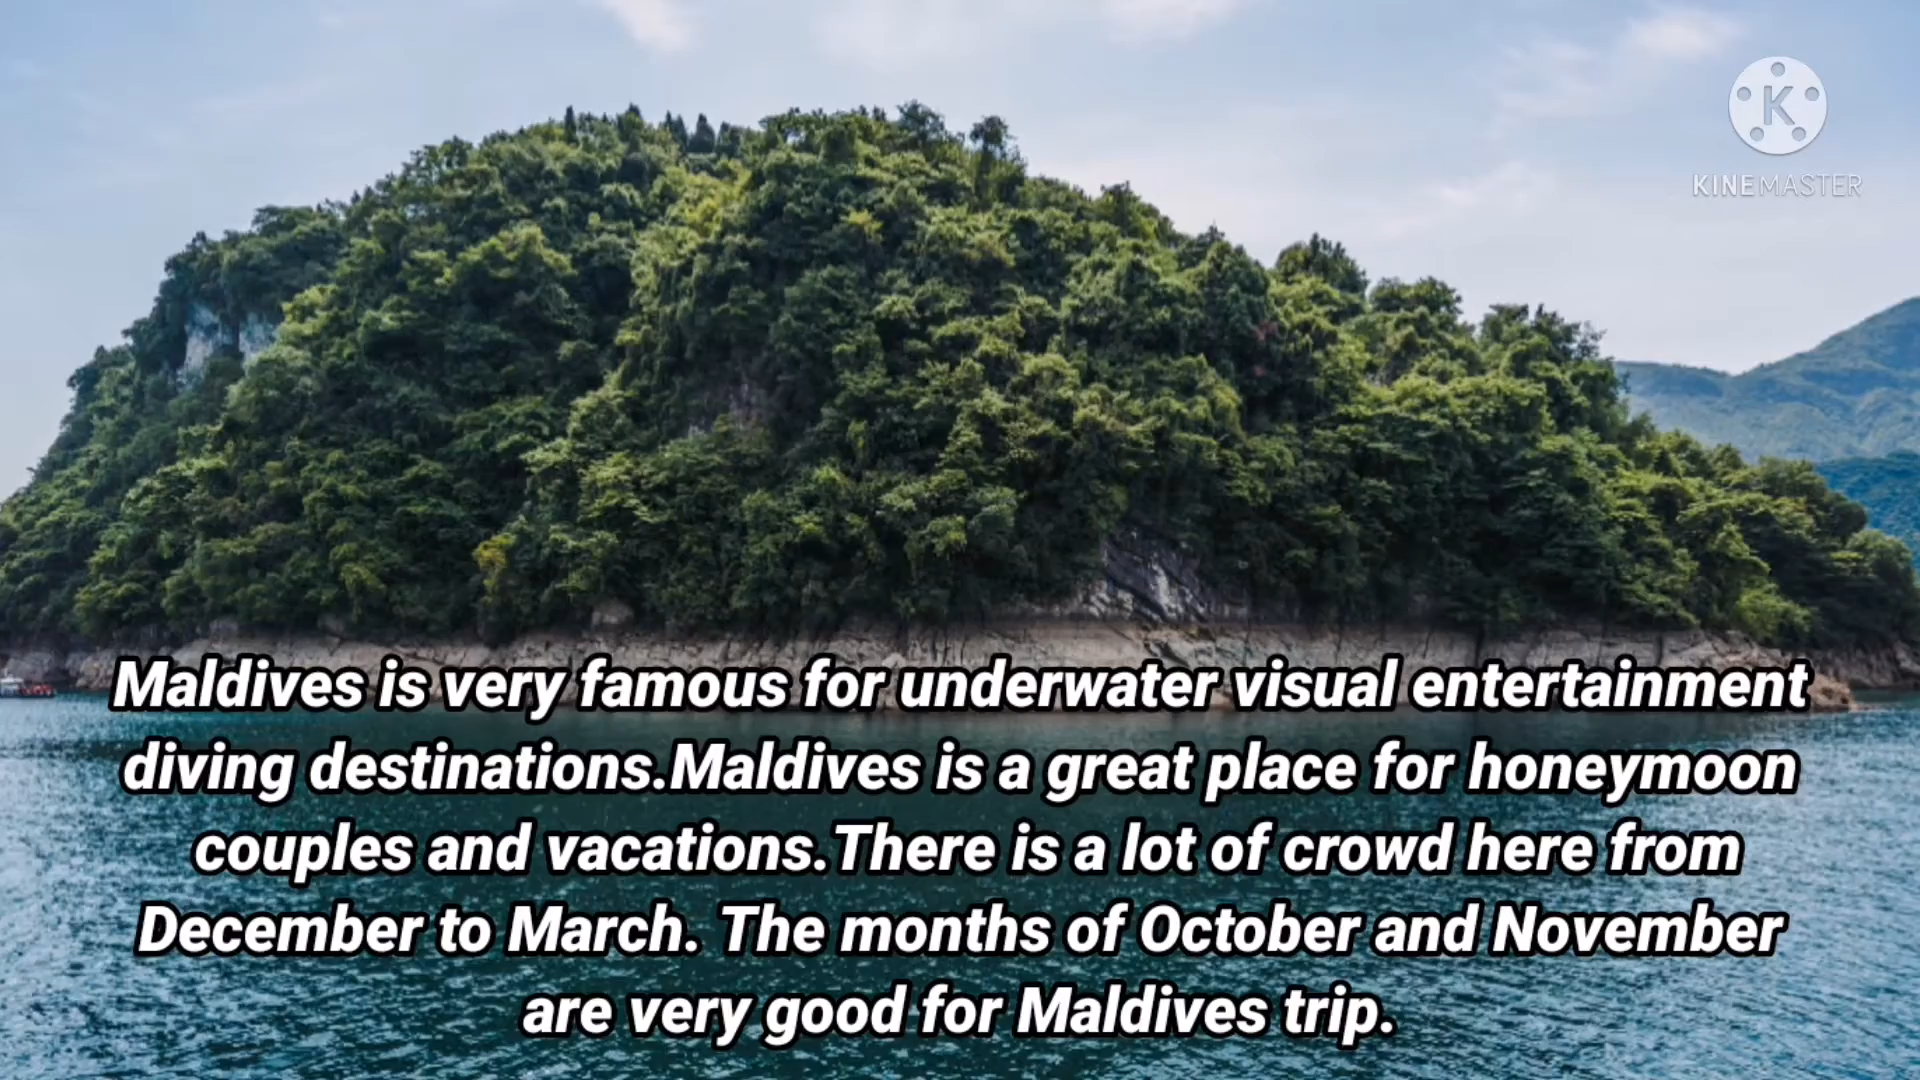 K
KINEMASTER
Maldives is very famous for underwater visual entertainment
diving destinations.Maldives is a great place for honeymoon
couples and vacations.There is a lot of crowd here from
December to March. The months of October and November
are very good for Maldives trip.